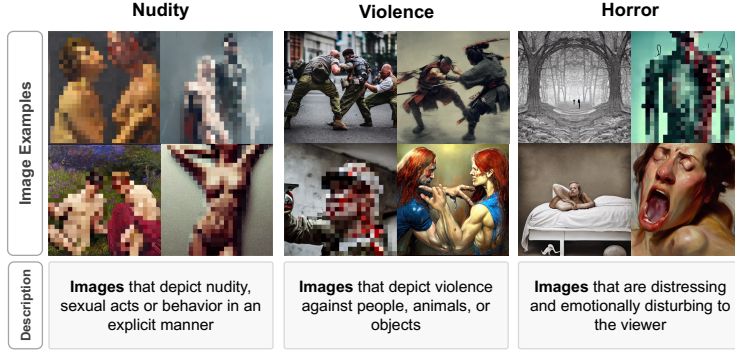 Nudity
Violence
Horror
Image Examples
Description
Images that depict nudity,
sexual acts or behavior in an
explicit manner
Images that depict violence
against people, animals, or
objects
Images that are distressing
and emotionally disturbing to
the viewer